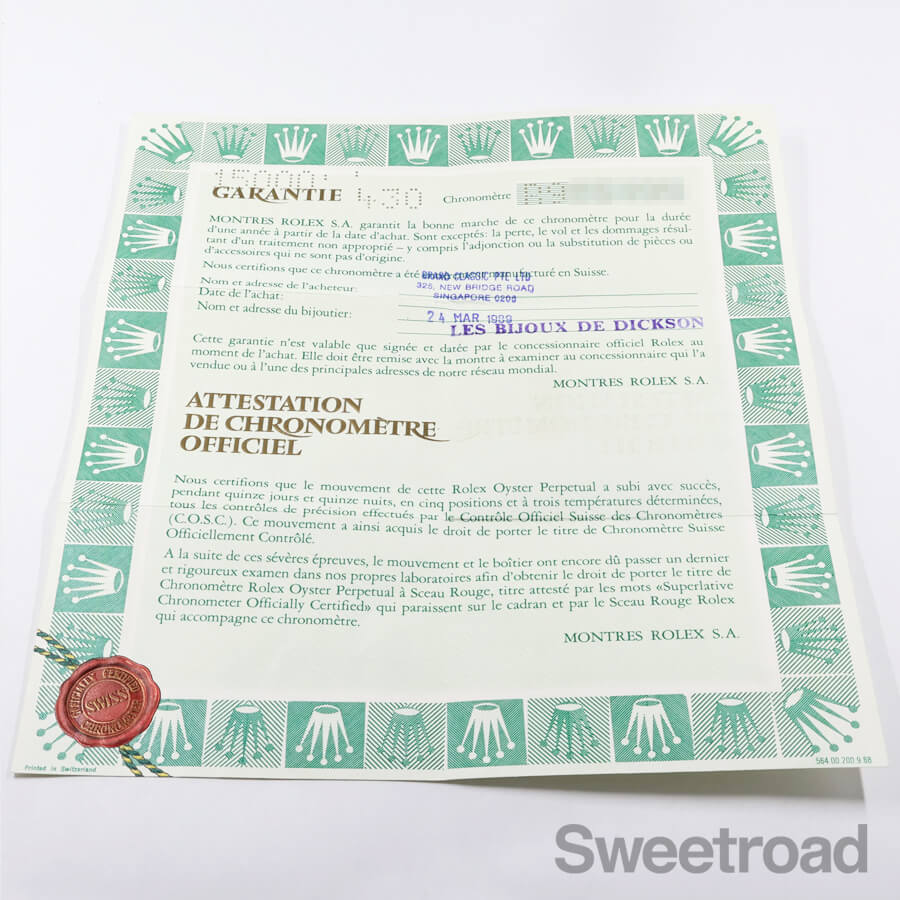 15000:
GARANTIE 430 Chronomètre R9
MONTRES ROLEX S.A. garantit la bonne marche de ce chronomètre pour la durée
d'une année à partir de la date d'achat. Sont exceptés: la perte, le vol et les dommages résul-
tant d'un traitement non approprié – y compris l'adjonction ou la substitution de pièces ou
d'accessoires qui ne sont pas d'origine.
Nous certifions que ce chronomètre a été manufacturé en Suisse.
GRAND CLASSIC PTE LTD
Nom et adresse de l'acheteur:
325, NEW BRIDGE ROAD
Date de l'achat:
SINGAPORE 0208
Nom et adresse du bijoutier:
24 MAR 1989
LES BIJOUX DE DICKSON
Cette garantie n'est valable que signée et datée par le concessionnaire officiel Rolex au
moment de l'achat. Elle doit être remise avec la montre à examiner au concessionnaire qui l'a
vendue ou à l'une des principales adresses de notre réseau mondial.
MONTRES ROLEX S.A.
ATTESTATION
DE CHRONOMÈTRE
OFFICIEL
Nous certifions que le mouvement de cette Rolex Oyster Perpetual a subi avec succès,
pendant quinze jours et quinze nuits, en cinq positions et à trois températures déterminées,
tous les contrôles de précision effectués par le Contrôle Officiel Suisse des Chronomètres
(C.O.S.C.). Ce mouvement a ainsi acquis le droit de porter le titre de Chronomètre Suisse
Officiellement Contrôlé.
A la suite de ces sévères épreuves, le mouvement et le boîtier ont encore dû passer un dernier
et rigoureux examen dans nos propres laboratoires afin d'obtenir le droit de porter le titre de
Chronomètre Rolex Oyster Perpetual à Sceau Rouge, titre attesté par les mots «Superlative
Chronometer Officially Certified» qui paraissent sur le cadran et par le Sceau Rouge Rolex
qui accompagne ce chronomètre.
MONTRES ROLEX S.A.
OFFICIALLY CERTIFIED
SWISS
CHRONOMETER
Printed in Switzerland
564.00.200.9.88
Sweetroad